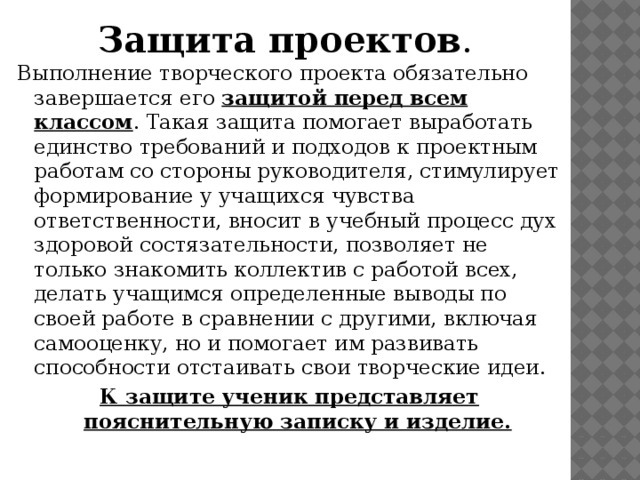 Защита проектов.
Выполнение творческого проекта обязательно
завершается его защитой перед всем
классом. Такая защита помогает выработать
единство требований и подходов к проектным
работам со стороны руководителя, стимулирует
формирование у учащихся чувства
ответственности, вносит в учебный процесс дух
здоровой состязательности, позволяет не
только знакомить коллектив с работой всех,
делать учащимся определенные выводы по
своей работе в сравнении с другими, включая
самооценку, но и помогает им развивать
способности отстаивать свои творческие идеи.
К защите ученик представляет
пояснительную записку и изделие.